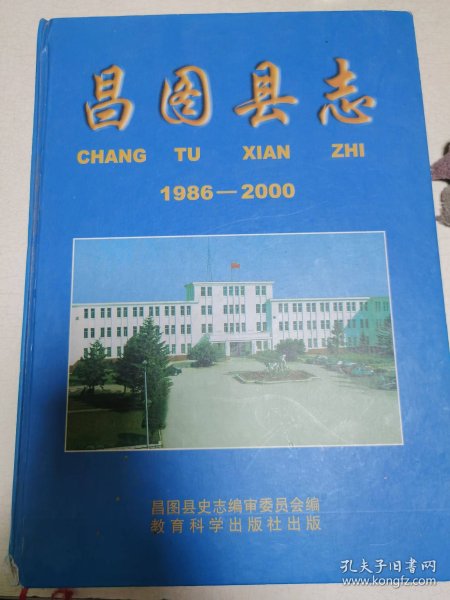 昌图县志
CHANG TU XIAN ZHI
1986—2000
昌图县史志编审委员会编
教育科学出版社出版
孔夫子旧书网
www.kongfz.com